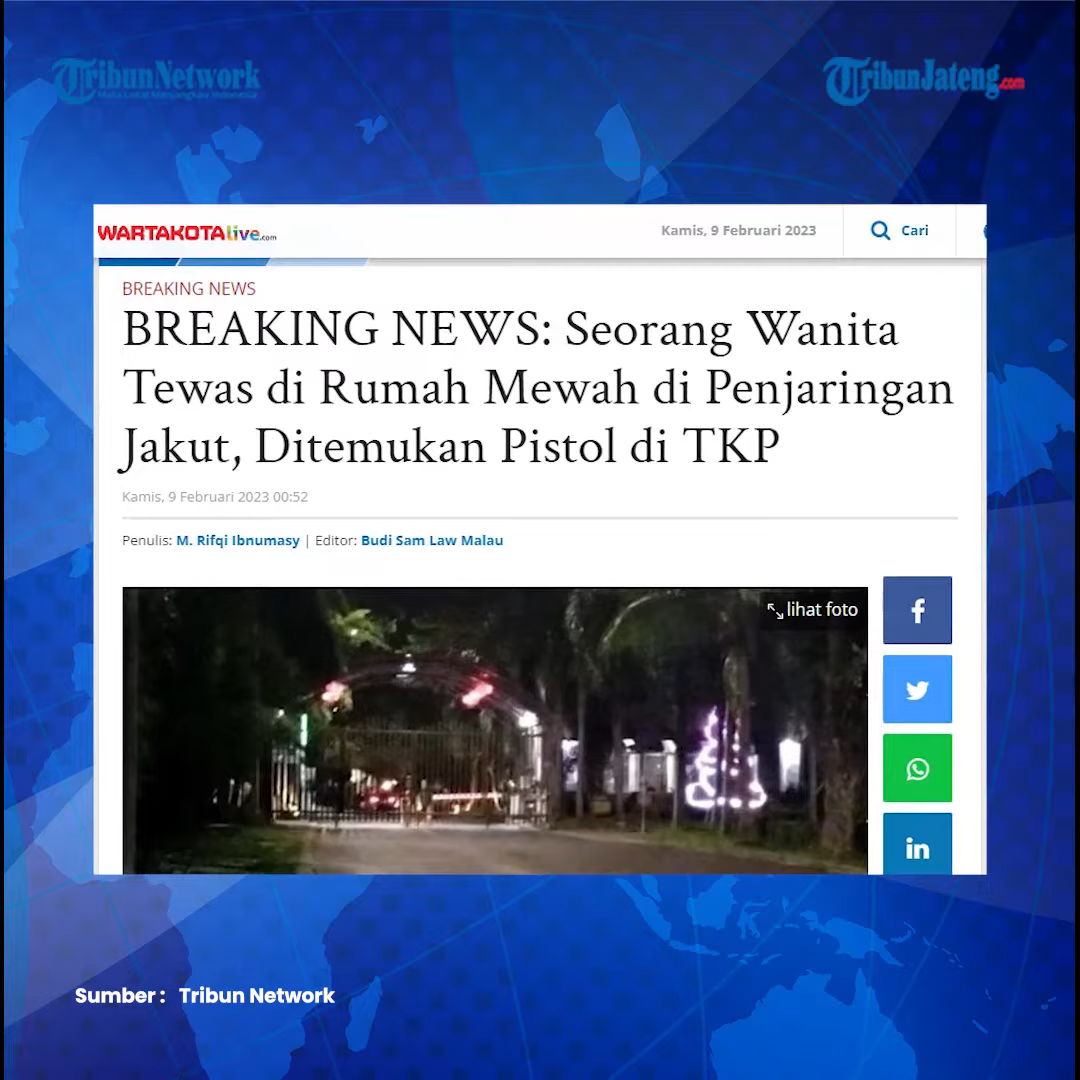 TribunNetwork
TribunJateng.com
WARTAKOTAlive.com
Kamis, 9 Februari 2023
Cari
BREAKING NEWS
BREAKING NEWS: Seorang Wanita
Tewas di Rumah Mewah di Penjaringan
Jakut, Ditemukan Pistol di TKP
Kamis, 9 Februari 2023 00:52
Penulis: M. Rifqi Ibnumasy | Editor: Budi Sam Law Malau
lihat foto
f
in
Sumber : Tribun Network